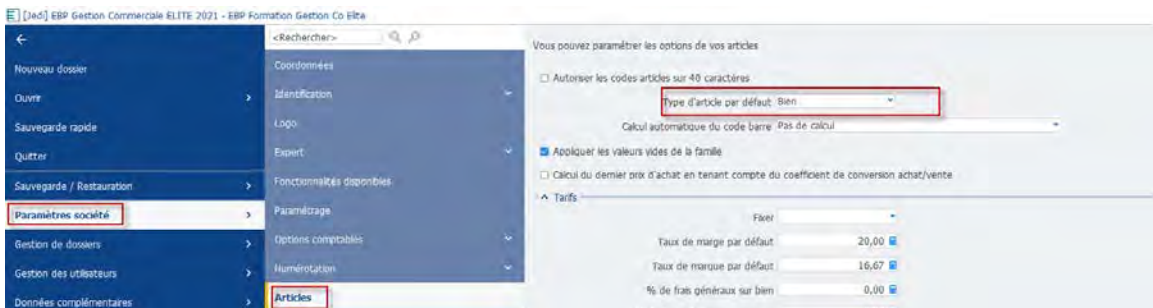 [Jedi] EBP Gestion Commerciale ELITE 2021 - EBP Formation Gestion Co Elite
Nouveau dossier
Ouvrir
Sauvegarde rapide
Quitter
Sauvegarde / Restauration
Paramètres société
Gestion de dossiers
Gestion des utilisateurs
Données complémentaires
<Rechercher>
Coordonnées
Identification
Logo
Expert
Fonctionnalités disponibles
Paramétrage
Options comptables
Numérotation
Articles
Vous pouvez paramétrer les options de vos articles
Autoriser les codes articles sur 40 caractères
Type d'article par défaut Bien
Calcul automatique du code barre Pas de calcul
Appliquer les valeurs vides de la famille
Calcul du dernier prix d'achat en tenant compte du coefficient de conversion achat/vente
Tarifs
Fixer
Taux de marge par défaut 20,00
Taux de marque par défaut 16,67
% de frais généraux sur bien 0,00